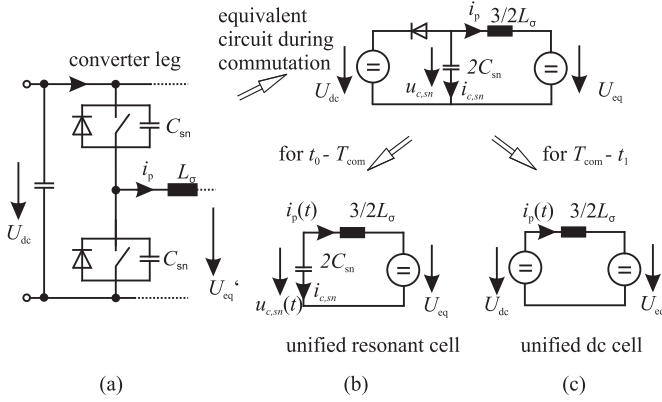 equivalent
circuit during
commutation
converter leg
C_sn
i_p
L_σ
U_dc
C_sn
U_eq‘
(a)
i_p
3/2L_σ
U_dc
u_c,sn
2C_sn
i_c,sn
U_eq
for t_0 - T_com
for T_com - t_1
i_p(t)
3/2L_σ
2C_sn
i_c,sn
u_c,sn(t)
U_eq
unified resonant cell
(b)
i_p(t)
3/2L_σ
U_dc
U_eq
unified dc cell
(c)